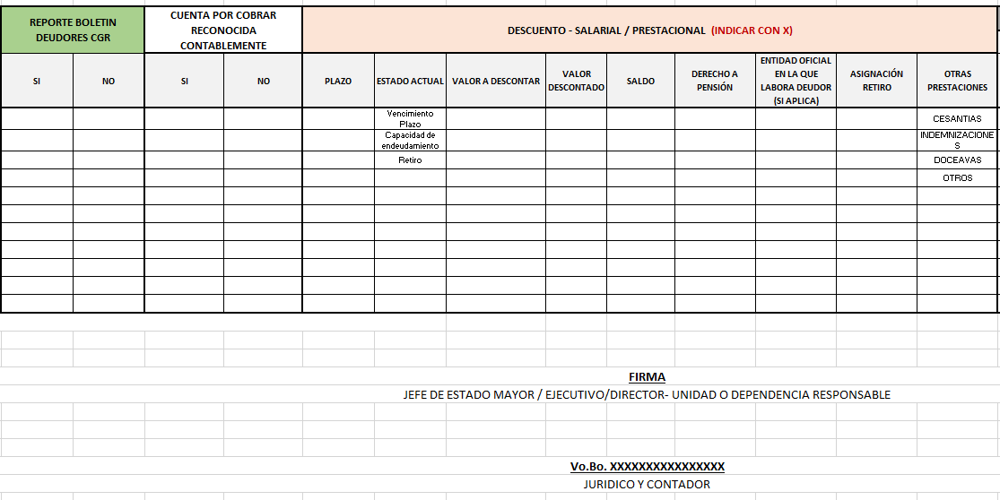 REPORTE BOLETIN
DEUDORES CGR
CUENTA POR COBRAR
RECONOCIDA
CONTABLEMENTE
DESCUENTO - SALARIAL / PRESTACIONAL (INDICAR CON X)
SI
NO
SI
NO
PLAZO
ESTADO ACTUAL
VALOR A DESCONTAR
VALOR
DESCONTADO
SALDO
DERECHO A
PENSIÓN
ENTIDAD OFICIAL
EN LA QUE
LABORA DEUDOR
(SI APLICA)
ASIGNACIÓN
RETIRO
OTRAS
PRESTACIONES
Vencimiento
Plazo
CESANTIAS
Capacidad de
endeudamiento
INDEMNIZACIONE
S
Retiro
DOCEAVAS
OTROS
FIRMA
JEFE DE ESTADO MAYOR / EJECUTIVO/DIRECTOR- UNIDAD O DEPENDENCIA RESPONSABLE
Vo.Bo. XXXXXXXXXXXXXXXX
JURIDICO Y CONTADOR